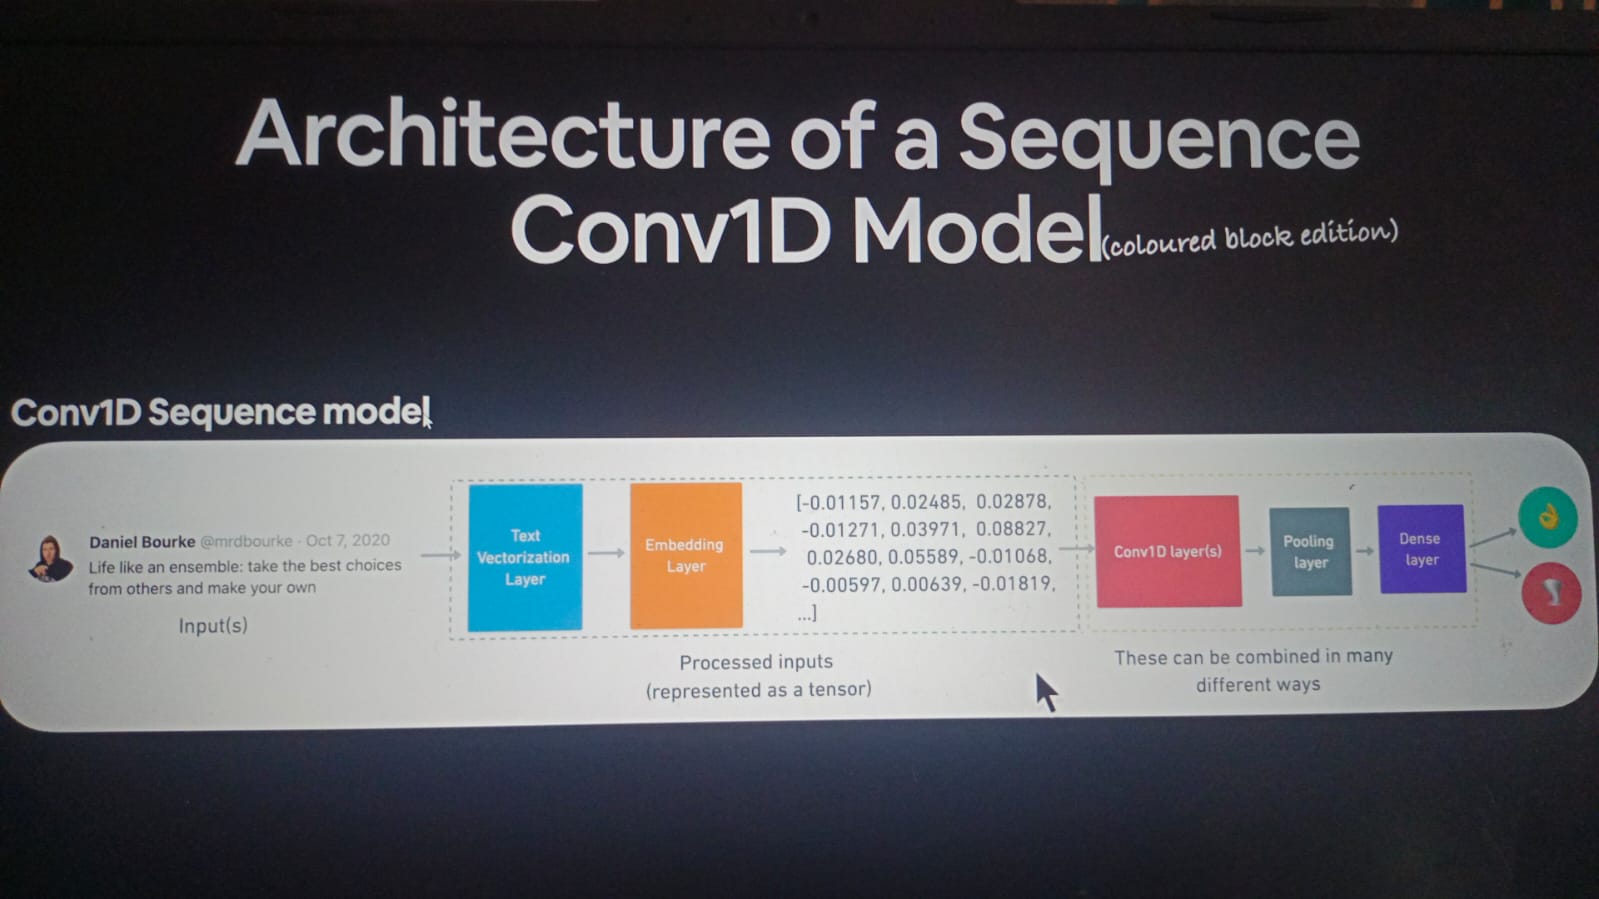 Architecture of a Sequence
Conv1D Model (coloured block edition)
Conv1D Sequence model
Daniel Bourke @mrdbourke · Oct 7, 2020
Life like an ensemble: take the best choices
from others and make your own
Input(s)
Text
Vectorization
Layer
Embedding
Layer
[-0.01157, 0.02485, 0.02878,
-0.01271, 0.03971, 0.08827,
0.02680, 0.05589, -0.01068,
-0.00597, 0.00639, -0.01819,
...]
Processed inputs
(represented as a tensor)
Conv1D layer(s)
Pooling
layer
Dense
layer
These can be combined in many
different ways